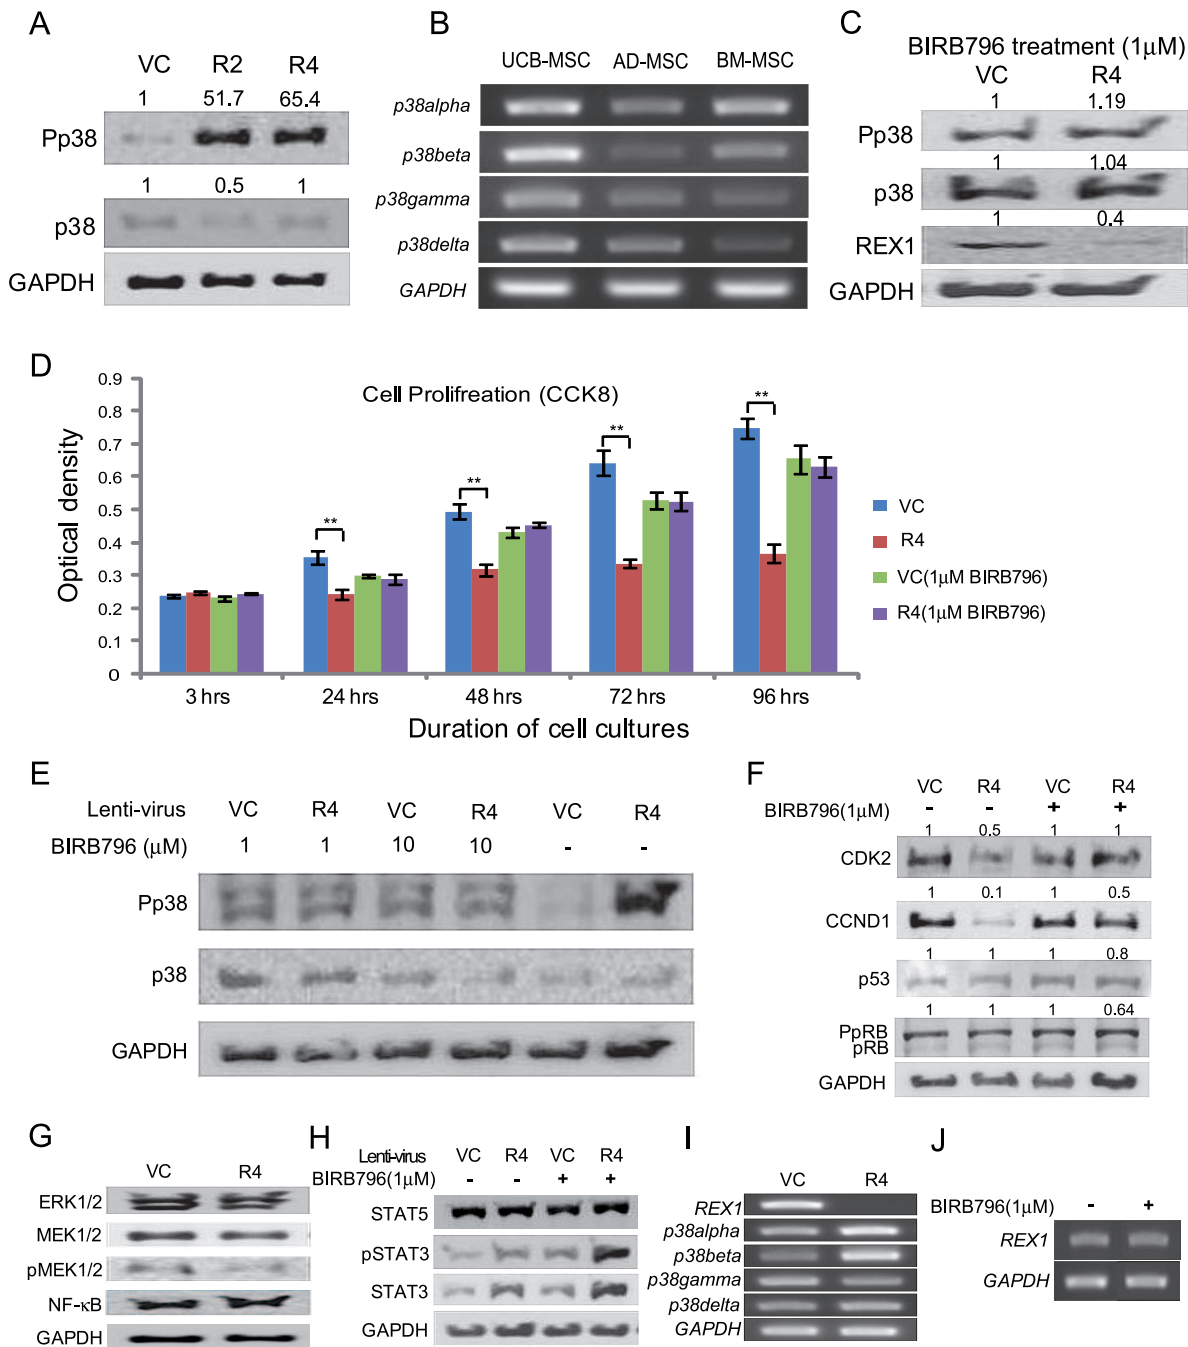 A
VC R2 R4
1 51.7 65.4
Pp38
1 0.5 1
p38
GAPDH
B
UCB-MSC AD-MSC BM-MSC
p38alpha
p38beta
p38gamma
p38delta
GAPDH
C
BIRB796 treatment (1µM)
VC R4
1 1.19
Pp38
1 1.04
p38
1 0.4
REX1
GAPDH
D
Cell Prolifreation (CCK8)
Optical density
0.9
0.8
0.7
0.6
0.5
0.4
0.3
0.2
0.1
0
** ** ** **
3 hrs 24 hrs 48 hrs 72 hrs 96 hrs
Duration of cell cultures
VC
R4
VC(1µM BIRB796)
R4(1µM BIRB796)
E
Lenti-virus VC R4 VC R4 VC R4
BIRB796 (µM) 1 1 10 10 - -
Pp38
p38
GAPDH
F
VC R4 VC R4
BIRB796(1µM) - - + +
1 0.5 1 1
CDK2
1 0.1 1 0.5
CCND1
1 1 1 0.8
p53
1 1 1 0.64
PpRB
pRB
GAPDH
G
VC R4
ERK1/2
MEK1/2
pMEK1/2
NF-κB
GAPDH
H
Lenti-virus VC R4 VC R4
BIRB796(1µM) - - + +
STAT5
pSTAT3
STAT3
GAPDH
I
VC R4
REX1
p38alpha
p38beta
p38gamma
p38delta
GAPDH
J
BIRB796(1µM) - +
REX1
GAPDH